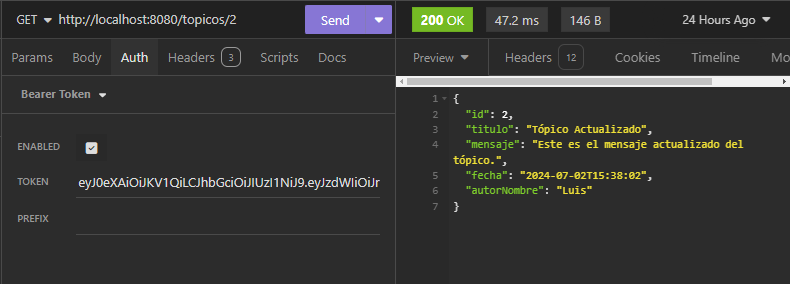 GET http://localhost:8080/topicos/2 Send
200 OK 47.2 ms 146 B 24 Hours Ago
Params Body Auth Headers 3 Scripts Docs
Preview Headers 12 Cookies Timeline Mo
Bearer Token
ENABLED
TOKEN eyJ0eXAiOiJKV1QiLCJhbGciOiJIUzI1NiJ9.eyJzdWIiOiJr
PREFIX
1 {
2 "id": 2,
3 "titulo": "Tópico Actualizado",
4 "mensaje": "Este es el mensaje actualizado del
tópico.",
5 "fecha": "2024-07-02T15:38:02",
6 "autorNombre": "Luis"
7 }